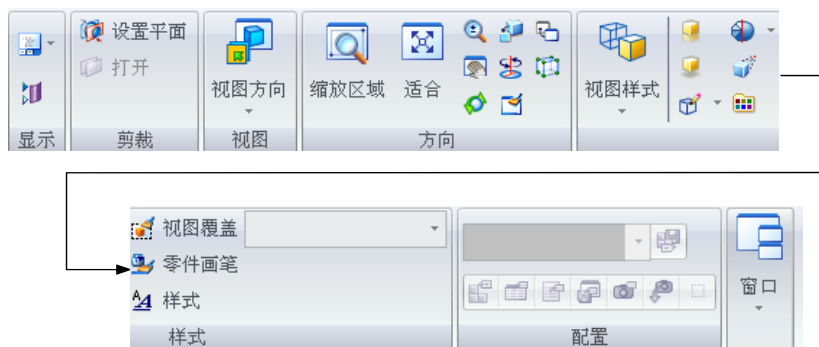 设置平面
打开
视图方向
缩放区域
适合
视图样式
显示
剪裁
视图
方向
视图覆盖
零件画笔
样式
窗口
样式
配置